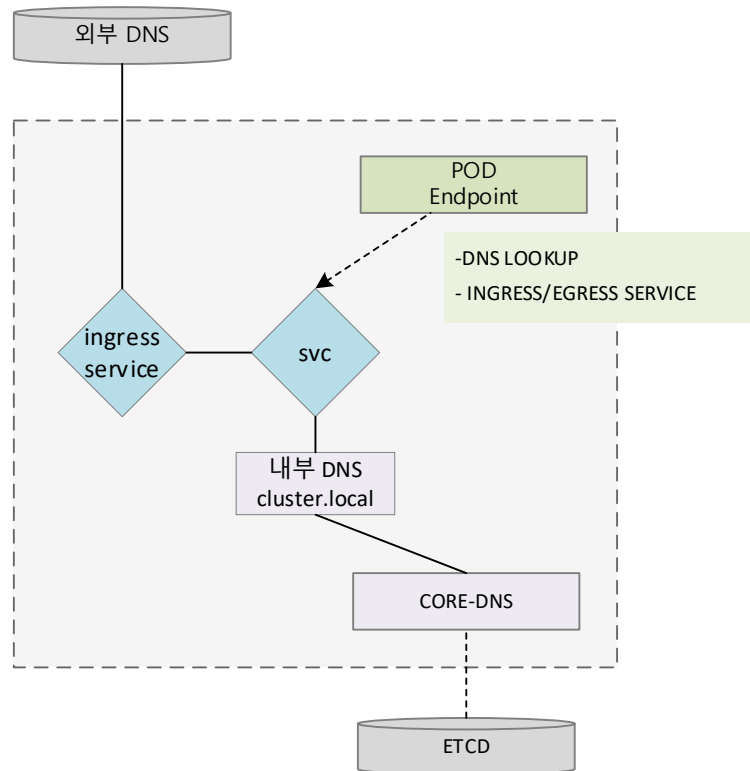 외부 DNS
POD
Endpoint
-DNS LOOKUP
- INGRESS/EGRESS SERVICE
ingress
service
svc
내부 DNS
cluster.local
CORE-DNS
ETCD